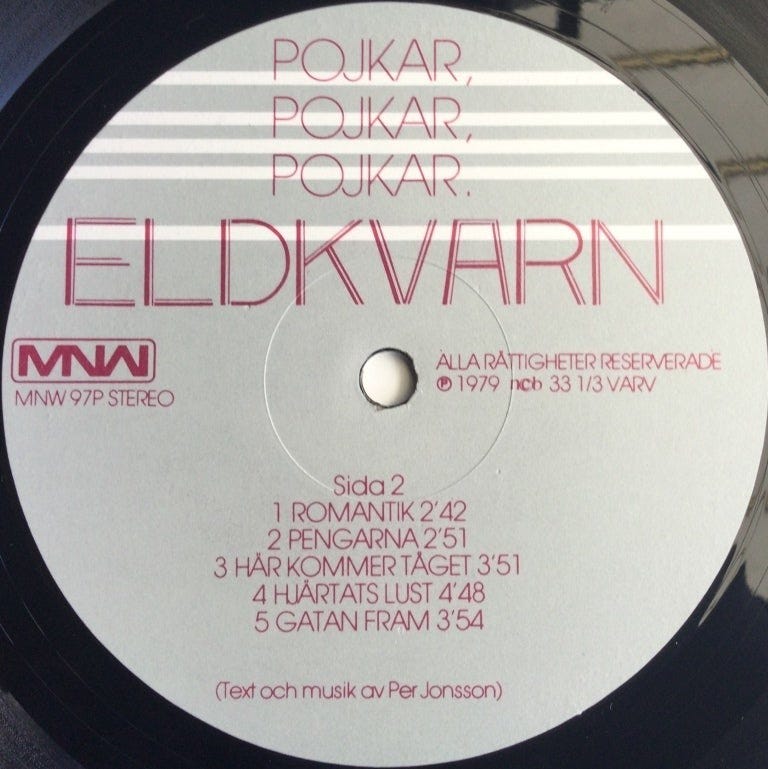 POJKAR,
POJKAR,
POJKAR.
ELDKVARN
MNW
MNW 97P STEREO
ALLA RÄTTIGHETER RESERVERADE
℗ 1979 ncb 33 1/3 VARV
Sida 2
1 ROMANTIK 2'42
2 PENGARNA 2'51
3 HÄR KOMMER TÅGET 3'51
4 HJÄRTATS LUST 4'48
5 GATAN FRAM 3'54
(Text och musik av Per Jonsson)